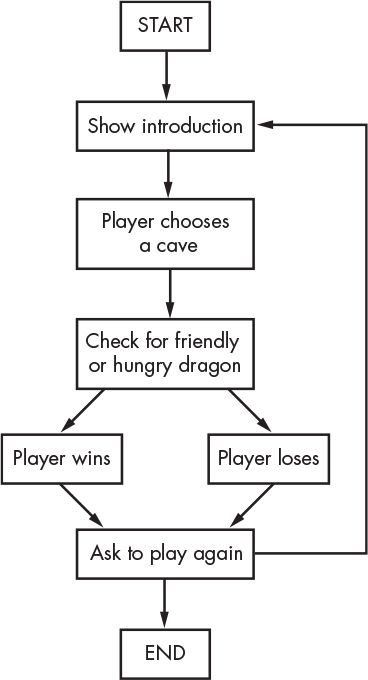 START
Show introduction
Player chooses
a cave
Check for friendly
or hungry dragon
Player wins
Player loses
Ask to play again
END